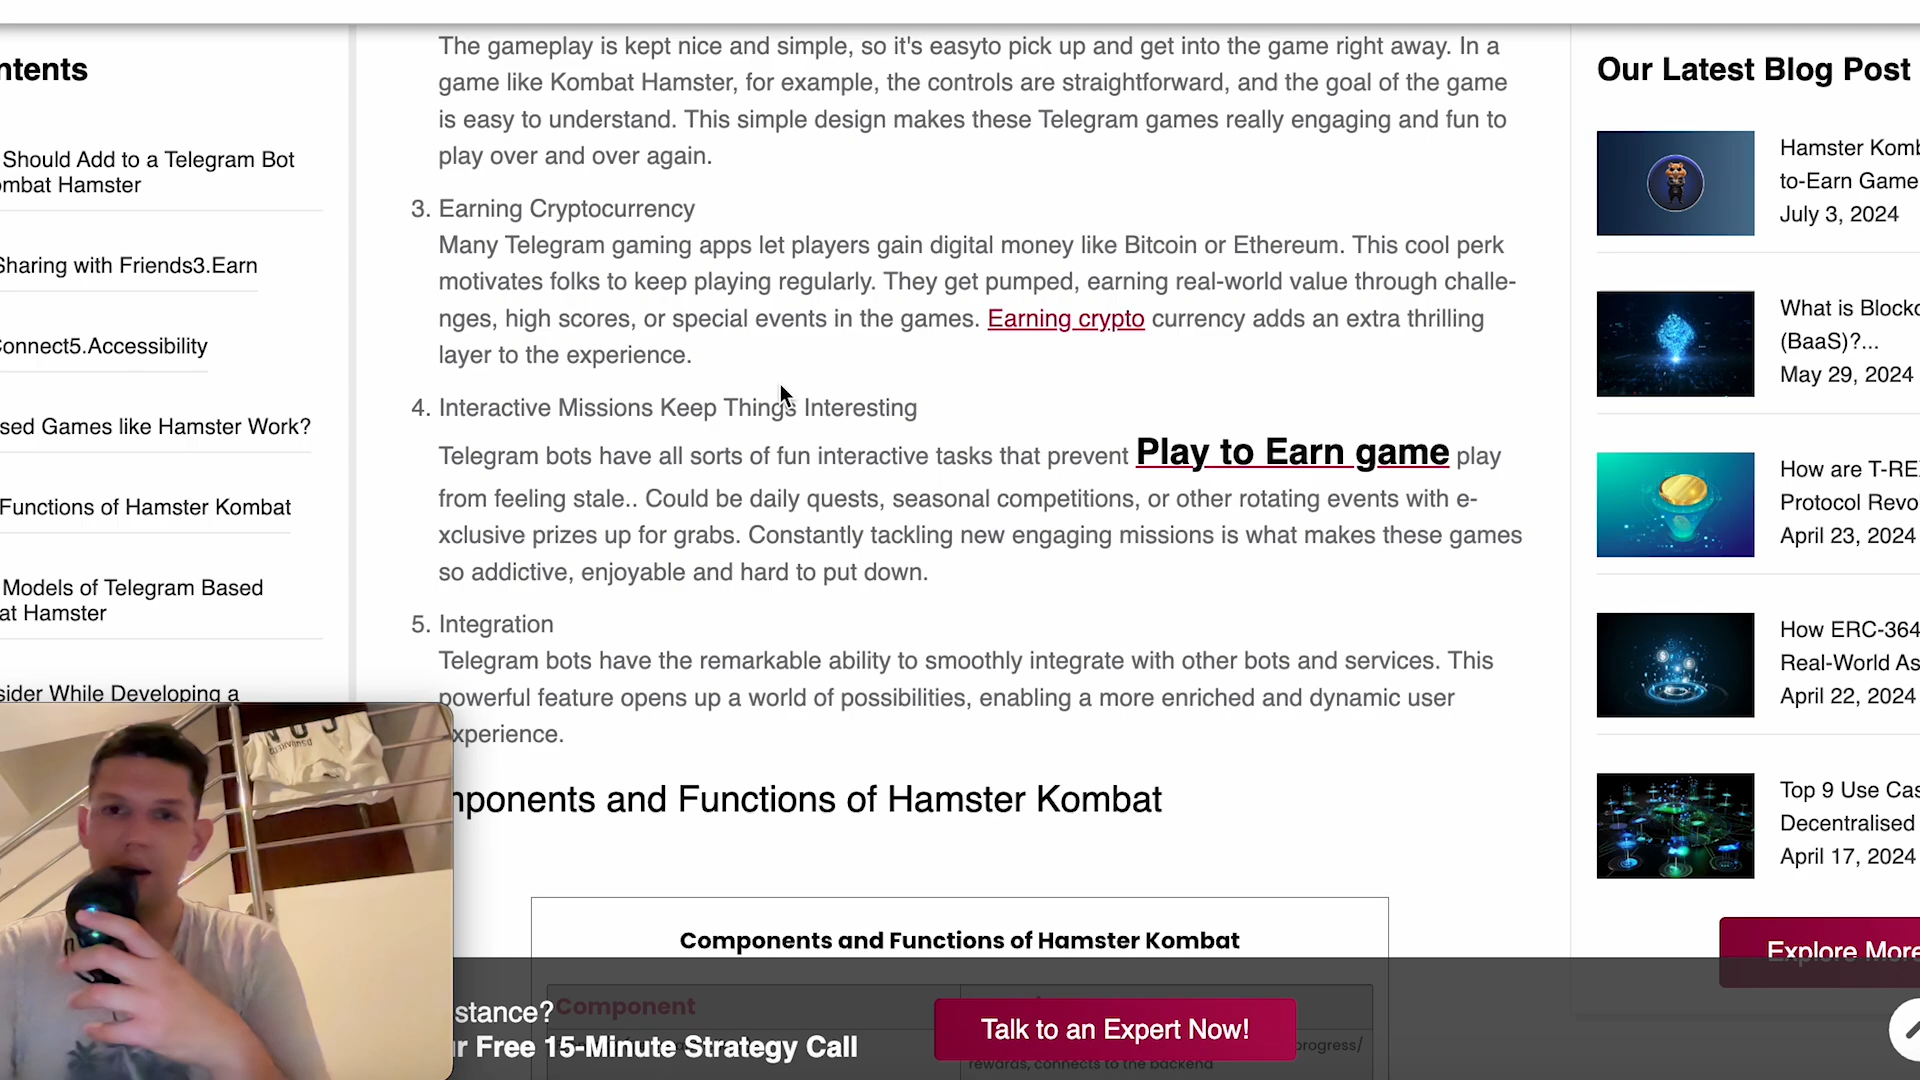 The gameplay is kept nice and simple, so it's easyto pick up and get into the game right away. In a
game like Kombat Hamster, for example, the controls are straightforward, and the goal of the game
is easy to understand. This simple design makes these Telegram games really engaging and fun to
play over and over again.
3. Earning Cryptocurrency
Many Telegram gaming apps let players gain digital money like Bitcoin or Ethereum. This cool perk
motivates folks to keep playing regularly. They get pumped, earning real-world value through challe-
nges, high scores, or special events in the games. Earning crypto currency adds an extra thrilling
layer to the experience.
4. Interactive Missions Keep Things Interesting
Telegram bots have all sorts of fun interactive tasks that prevent Play to Earn game play
from feeling stale.. Could be daily quests, seasonal competitions, or other rotating events with e-
xclusive prizes up for grabs. Constantly tackling new engaging missions is what makes these games
so addictive, enjoyable and hard to put down.
5. Integration
Telegram bots have the remarkable ability to smoothly integrate with other bots and services. This
powerful feature opens up a world of possibilities, enabling a more enriched and dynamic user
xperience.
mponents and Functions of Hamster Kombat
Components and Functions of Hamster Kombat
Component
progress/
rewards, connects to the backend
stance?
r Free 15-Minute Strategy Call
Talk to an Expert Now!
ntents
Should Add to a Telegram Bot
ombat Hamster
Sharing with Friends3.Earn
Connect5.Accessibility
sed Games like Hamster Work?
Functions of Hamster Kombat
Models of Telegram Based
at Hamster
sider While Developing a
Our Latest Blog Post
Hamster Komb
to-Earn Game
July 3, 2024
What is Blockc
(BaaS)?...
May 29, 2024
How are T-RE
Protocol Revo
April 23, 2024
How ERC-364
Real-World As
April 22, 2024
Top 9 Use Cas
Decentralised
April 17, 2024
Explore More